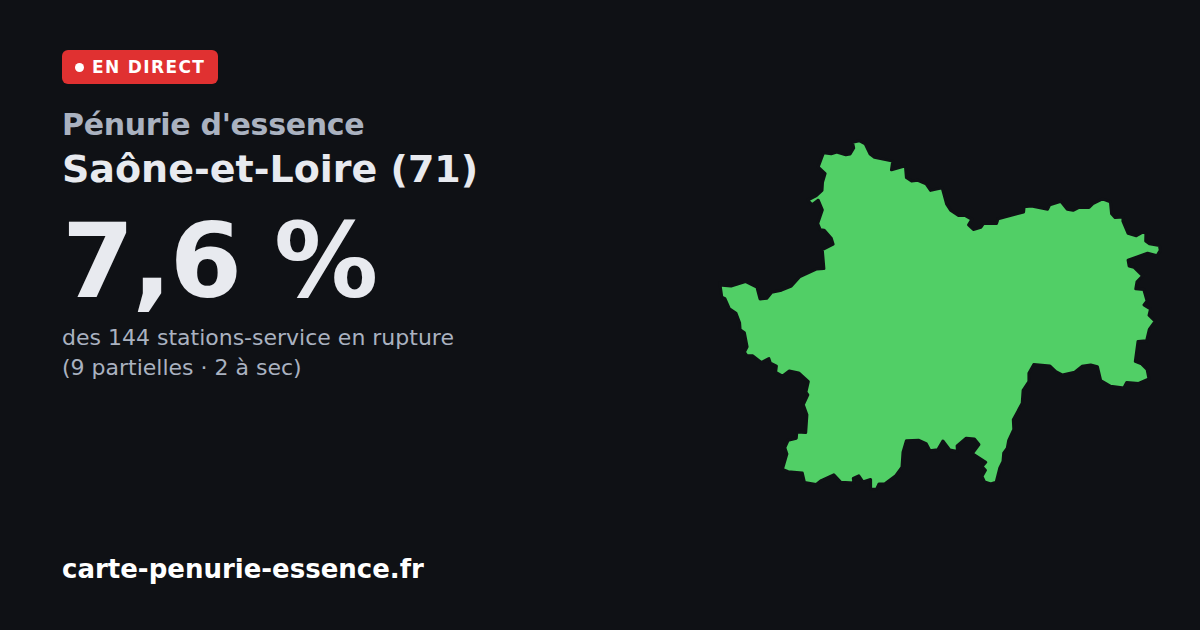 EN DIRECT
Pénurie d'essence
Saône-et-Loire (71)
7,6 %
des 144 stations-service en rupture
(9 partielles · 2 à sec)
carte-penurie-essence.fr